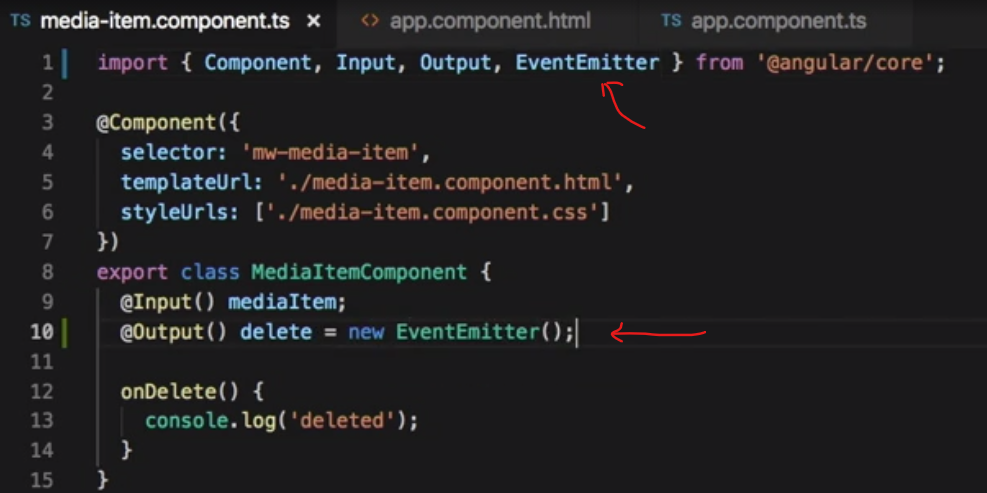 TS media-item.component.ts × <> app.component.html TS app.component.ts
1 import { Component, Input, Output, EventEmitter } from '@angular/core';
2
3 @Component({
4   selector: 'mw-media-item',
5   templateUrl: './media-item.component.html',
6   styleUrls: ['./media-item.component.css']
7 })
8 export class MediaItemComponent {
9   @Input() mediaItem;
10   @Output() delete = new EventEmitter();
11
12   onDelete() {
13     console.log('deleted');
14   }
15 }